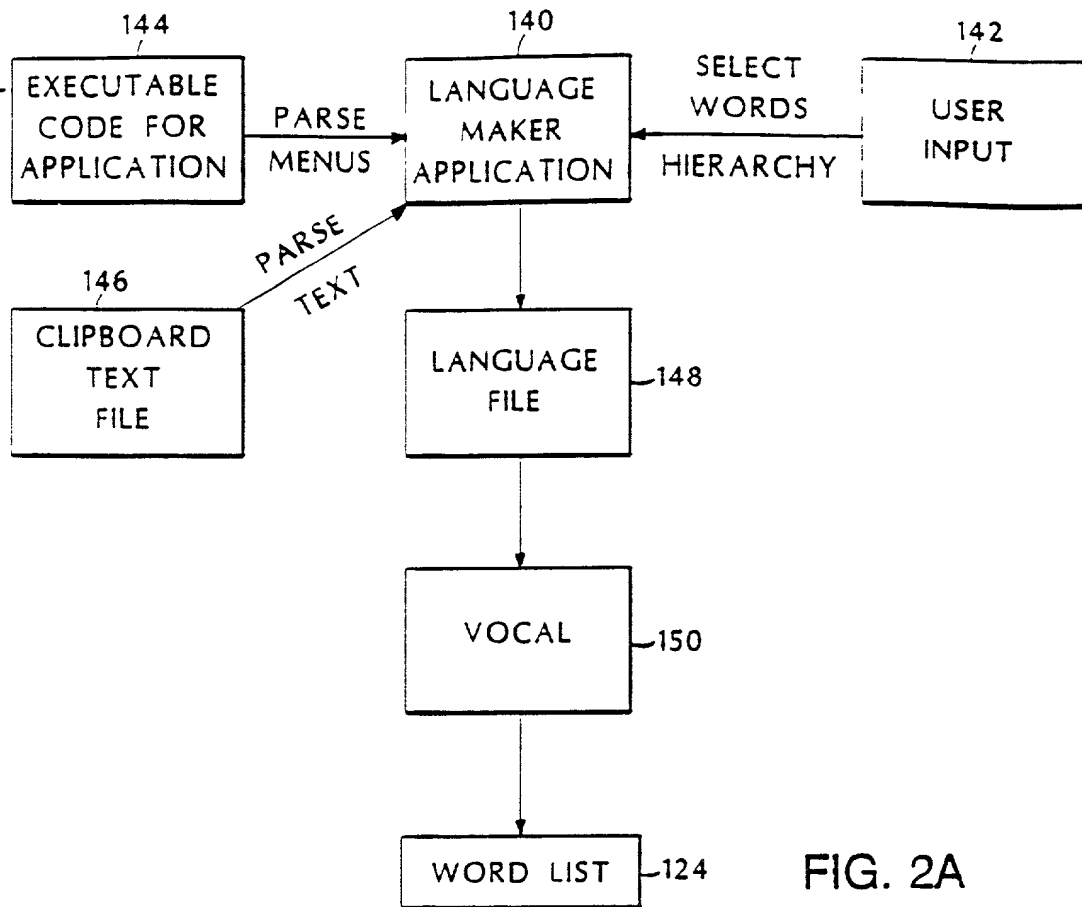 144
EXECUTABLE
CODE FOR
APPLICATION
PARSE
MENUS
140
LANGUAGE
MAKER
APPLICATION
SELECT
WORDS
HIERARCHY
142
USER
INPUT
146
CLIPBOARD
TEXT
FILE
PARSE
TEXT
LANGUAGE
FILE
148
VOCAL
150
WORD LIST
124
FIG. 2A